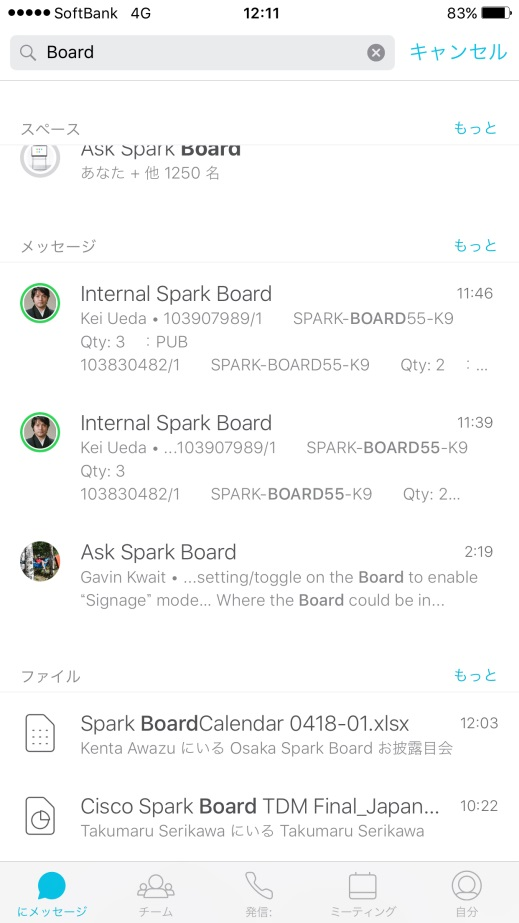 SoftBank 4G 12:11 83%
Board キャンセル
スペース もっと
Ask Spark Board
あなた + 他 1250 名
メッセージ もっと
Internal Spark Board 11:46
Kei Ueda • 103907989/1 SPARK-BOARD55-K9
Qty: 3 : PUB
103830482/1 SPARK-BOARD55-K9 Qty: 2 : ...
Internal Spark Board 11:39
Kei Ueda • ...103907989/1 SPARK-BOARD55-K9
Qty: 3
103830482/1 SPARK-BOARD55-K9 Qty: 2...
Ask Spark Board 2:19
Gavin Kwait • ...setting/toggle on the Board to enable
“Signage” mode... Where the Board could be in...
ファイル もっと
Spark BoardCalendar 0418-01.xlsx 12:03
Kenta Awazu にいる Osaka Spark Board お披露目会
Cisco Spark Board TDM Final_Japan... 10:22
Takumaru Serikawa にいる Takumaru Serikawa
にメッセージ チーム 発信: ミーティング 自分